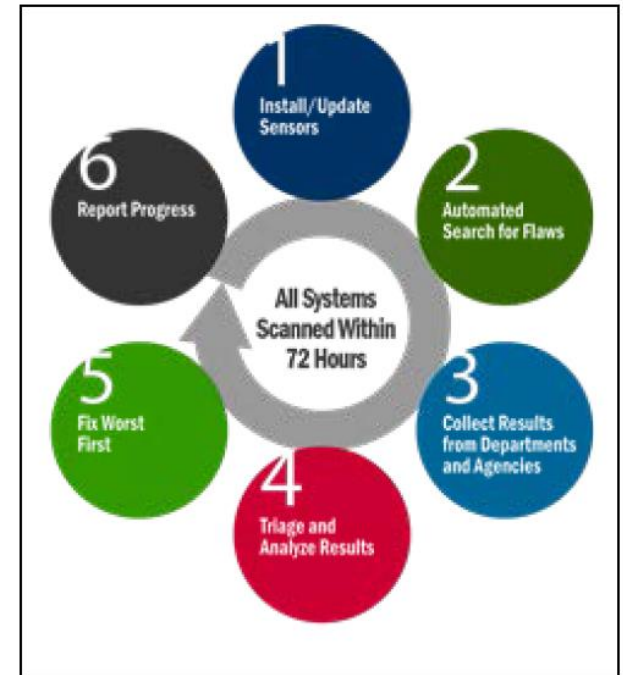 1
Install/Update
Sensors
2
Automated
Search for Flaws
3
Collect Results
from Departments
and Agencies
4
Triage and
Analyze Results
5
Fix Worst
First
6
Report Progress
All Systems
Scanned Within
72 Hours